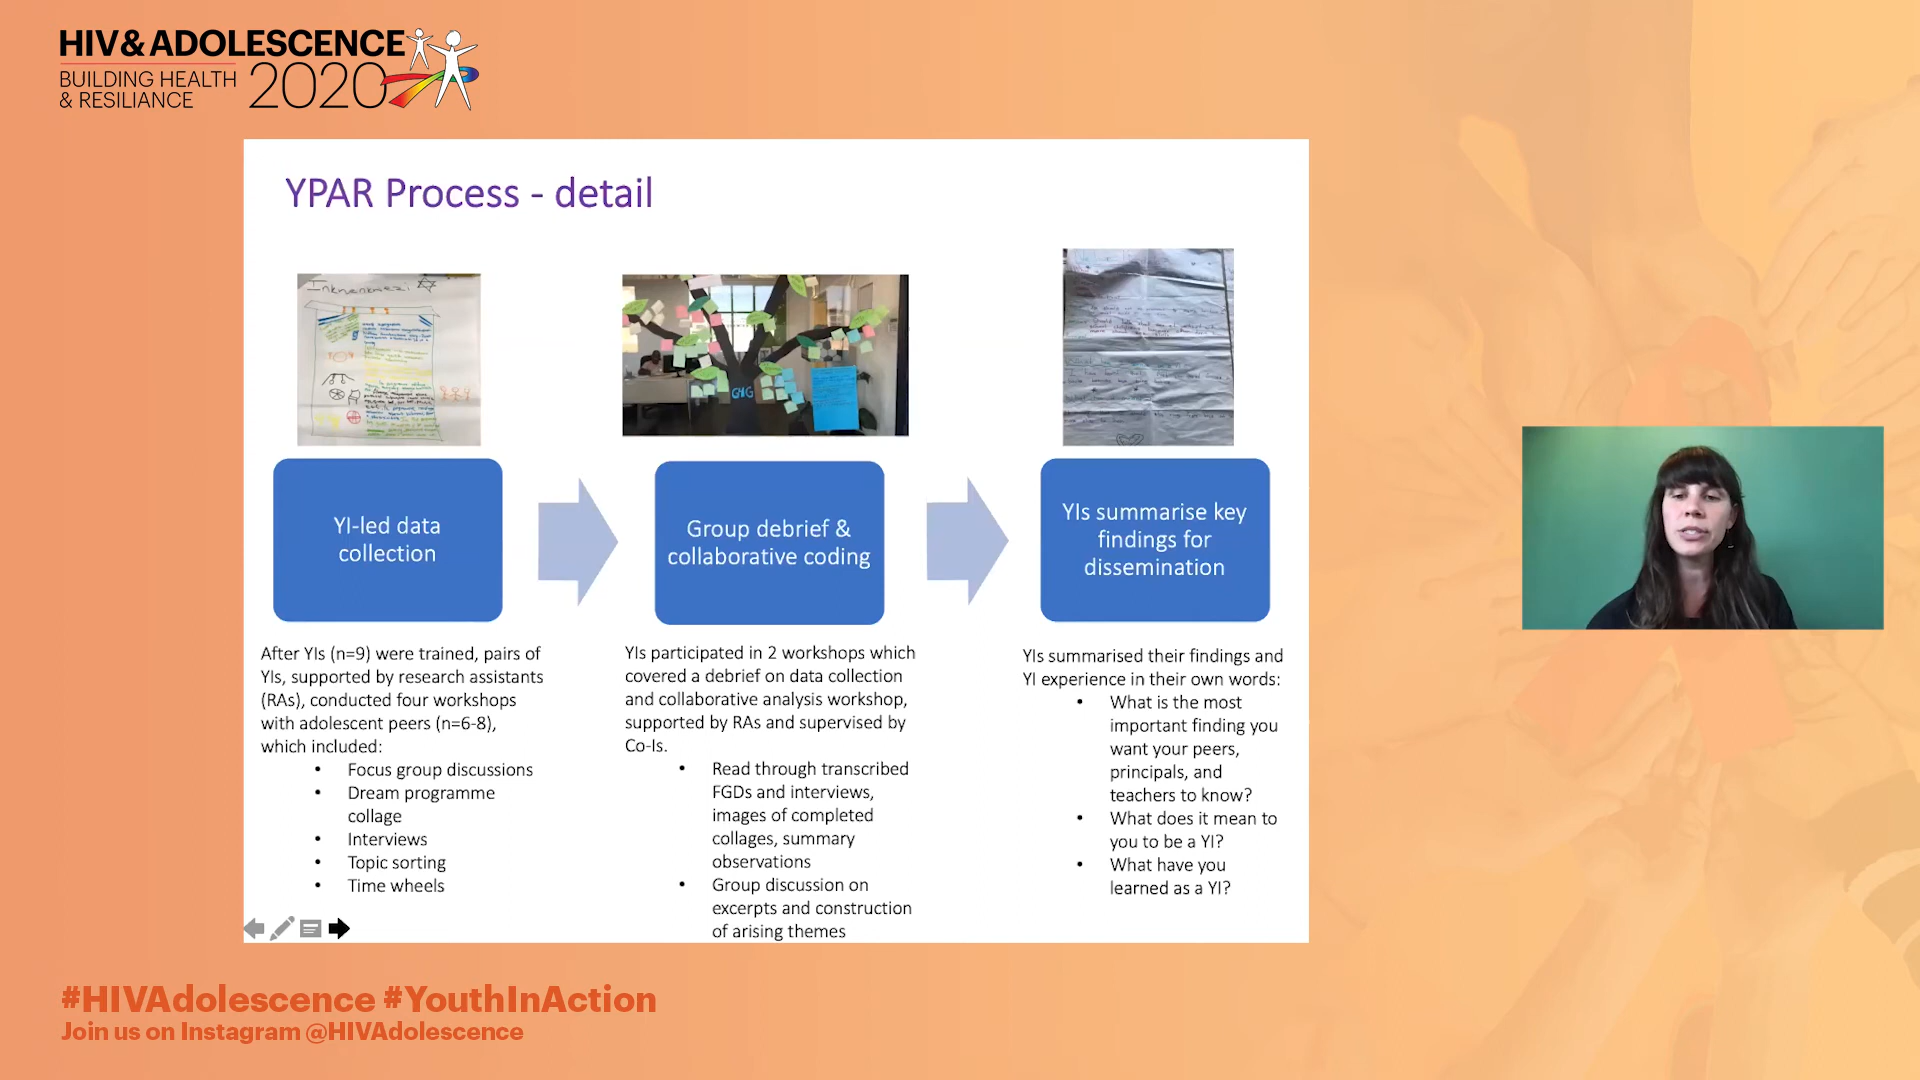 HIV & ADOLESCENCE
BUILDING HEALTH
& RESILIANCE
2020
YPAR Process - detail
Inkwenkwezi
GNG
YI-led data
collection
Group debrief &
collaborative coding
YIs summarise key
findings for
dissemination
After YIs (n=9) were trained, pairs of
YIs, supported by research assistants
(RAs), conducted four workshops
with adolescent peers (n=6-8),
which included:
• Focus group discussions
• Dream programme
collage
• Interviews
• Topic sorting
• Time wheels
YIs participated in 2 workshops which
covered a debrief on data collection
and collaborative analysis workshop,
supported by RAs and supervised by
Co-Is.
• Read through transcribed
FGDs and interviews,
images of completed
collages, summary
observations
• Group discussion on
excerpts and construction
of arising themes
YIs summarised their findings and
YI experience in their own words:
• What is the most
important finding you
want your peers,
principals, and
teachers to know?
• What does it mean to
you to be a YI?
• What have you
learned as a YI?
#HIVAdolescence #YouthInAction
Join us on Instagram @HIVAdolescence